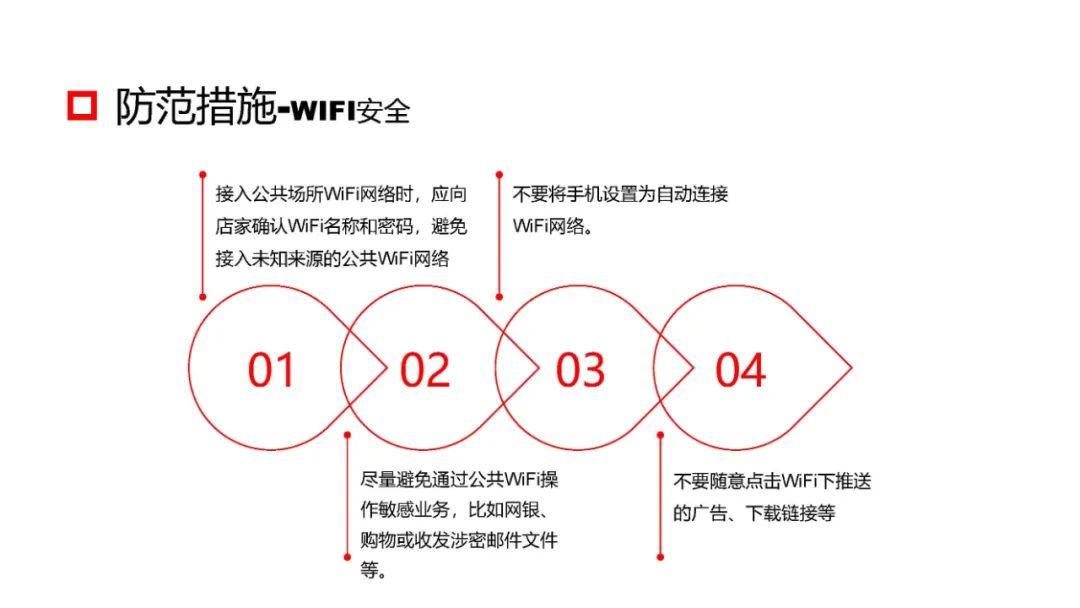 防范措施-WIFI安全
接入公共场所WiFi网络时，应向
店家确认WiFi名称和密码，避免
接入未知来源的公共WiFi网络
不要将手机设置为自动连接
WiFi网络。
01
02
03
04
尽量避免通过公共WiFi操
作敏感业务，比如网银、
购物或收发涉密邮件文件
等。
不要随意点击WiFi下推送
的广告、下载链接等